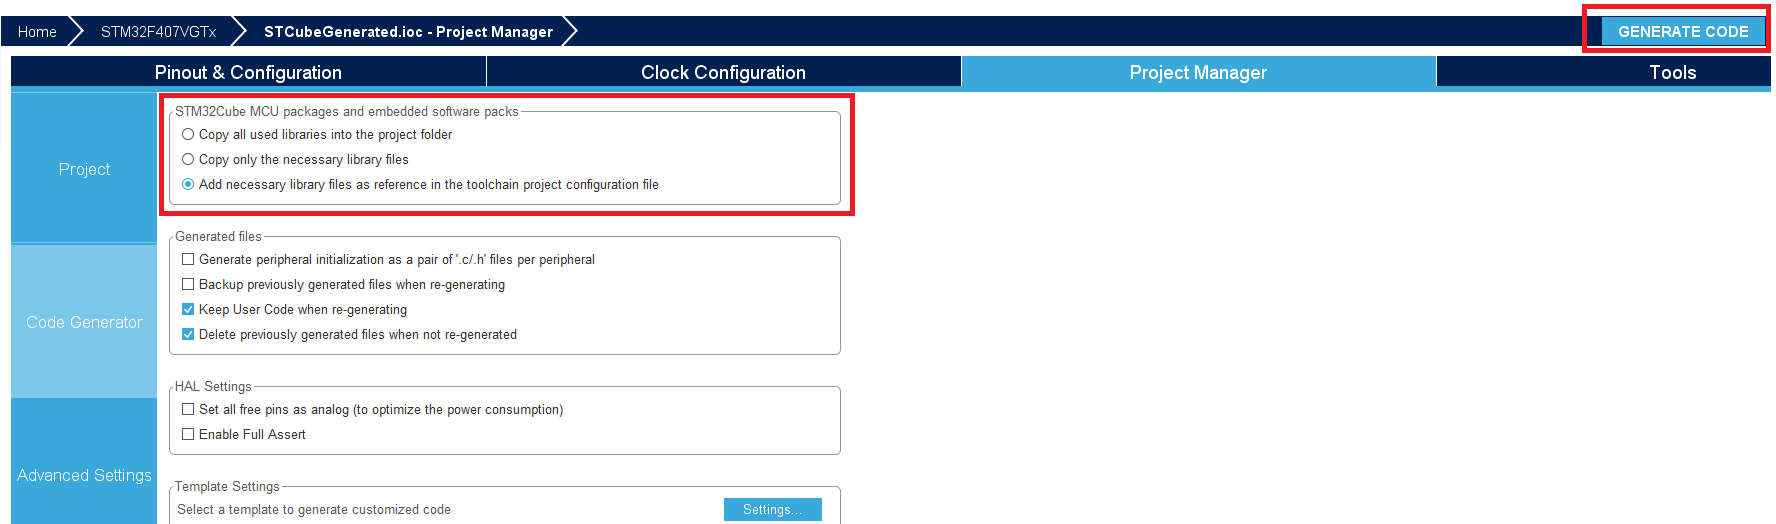 Home STM32F407VGTx STCubeGenerated.ioc - Project Manager GENERATE CODE
Pinout & Configuration Clock Configuration Project Manager Tools
STM32Cube MCU packages and embedded software packs
Copy all used libraries into the project folder
Copy only the necessary library files
Project
Add necessary library files as reference in the toolchain project configuration file
Generated files
Generate peripheral initialization as a pair of '.c/.h' files per peripheral
Backup previously generated files when re-generating
Keep User Code when re-generating
Code Generator
Delete previously generated files when not re-generated
HAL Settings
Set all free pins as analog (to optimize the power consumption)
Enable Full Assert
Advanced Settings
Template Settings
Select a template to generate customized code Settings...